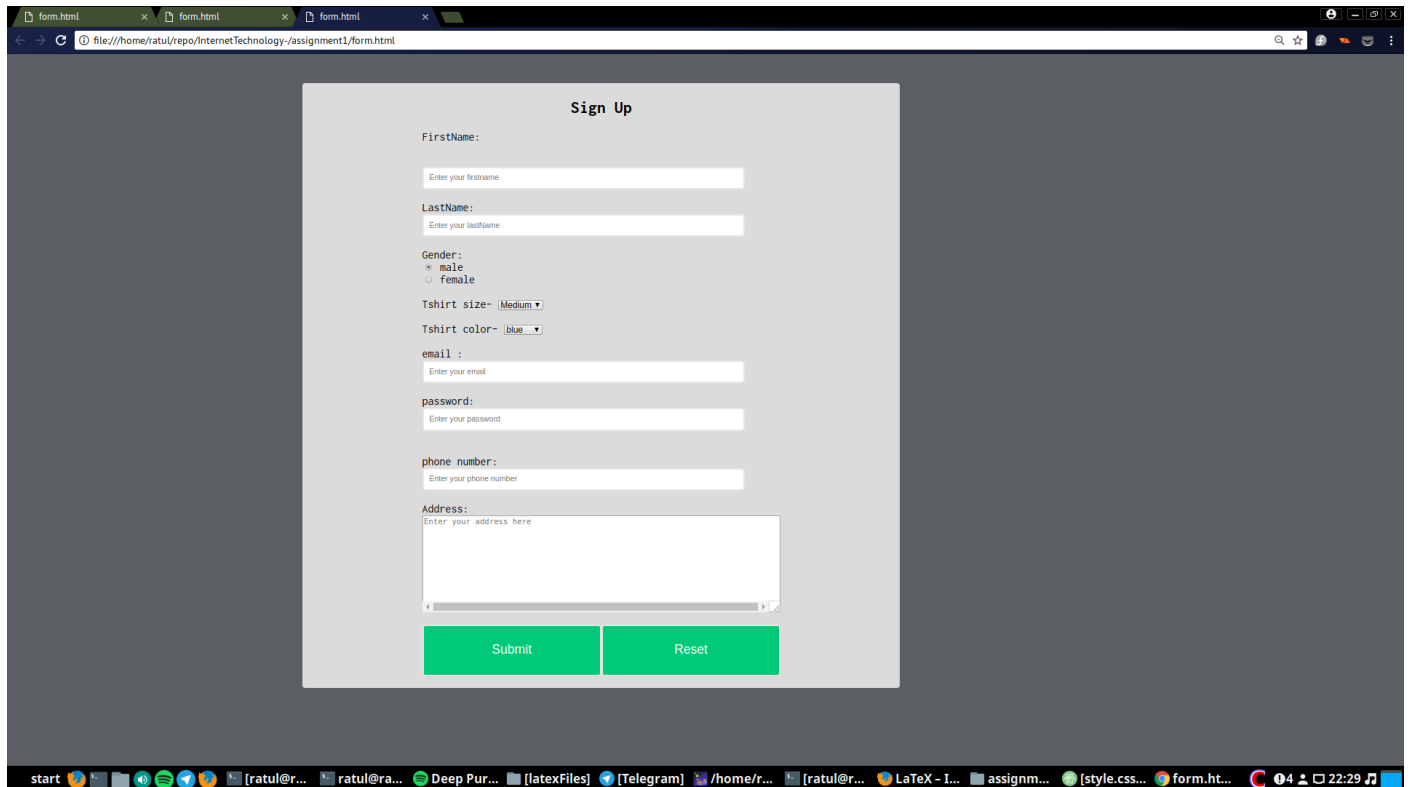 form.html form.html form.html
file:///home/ratul/repo/InternetTechnology-/assignment1/form.html
Sign Up
FirstName:
Enter your firstname
LastName:
Enter your lastName
Gender:
male
female
Tshirt size- Medium
Tshirt color- blue
email :
Enter your email
password:
Enter your password
phone number:
Enter your phone number
Address:
Enter your address here
Submit Reset
start [ratul@r... ratul@ra... Deep Pur... [latexFiles] [Telegram] /home/r... [ratul@r... LaTeX – I... assignm... [style.css... form.ht... 4 22:29